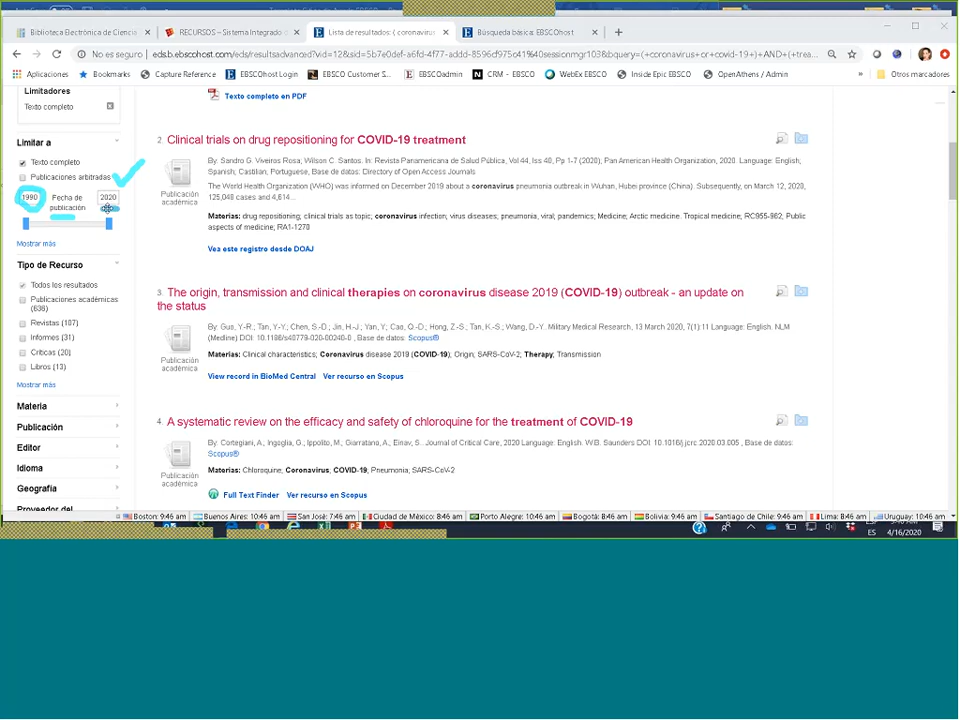 Biblioteca Electrónica de Ciencia
RECURSOS – Sistema Integrado
Lista de resultados: ( coronavirus
Búsqueda básica: EBSCOhost
No es seguro | eds.ebscohost.com/eds/resultsadvanced?vid=12&sid=5b7e0def-a6fd-4f77-addd-8596d975c41%40sessionmgr103&bquery=(+coronavirus+or+covid-19+)+AND+(+trea...
Aplicaciones
Bookmarks
Capture Reference
EBSCOhost Login
EBSCO Customer S...
EBSCOadmin
CRM - EBSCO
WebEx EBSCO
Inside Epic EBSCO
OpenAthens / Admin
»
Otros marcadores
Limitadores
Texto completo
Limitar a
Texto completo
Publicaciones arbitradas
1990 Fecha de publicación 2020
Mostrar más
Tipo de Recurso
Todos los resultados
Publicaciones académicas
(636)
Revistas (107)
Informes (31)
Críticas (20)
Libros (13)
Mostrar más
Materia
Publicación
Editor
Idioma
Geografía
Proveedor del
Texto completo en PDF
2. Clinical trials on drug repositioning for COVID-19 treatment
Publicación
académica
By: Sandro G. Viveiros Rosa; Wilson C. Santos. In: Revista Panamericana de Salud Pública, Vol 44, Iss 40, Pp 1-7 (2020); Pan American Health Organization, 2020. Language: English,
Spanish, Castilian, Portuguese, Base de datos: Directory of Open Access Journals
The World Health Organization (WHO) was informed on December 2019 about a coronavirus pneumonia outbreak in Wuhan, Hubei province (China). Subsequently, on March 12, 2020,
125,048 cases and 4,614...
Materias: drug repositioning; clinical trials as topic; coronavirus infection; virus diseases; pneumonia, viral; pandemics; Medicine; Arctic medicine. Tropical medicine; RC955-962; Public
aspects of medicine; RA1-1270
Vea este registro desde DOAJ
3. The origin, transmission and clinical therapies on coronavirus disease 2019 (COVID-19) outbreak - an update on
the status
Publicación
académica
By: Guo, Y.-R.; Tan, Y.-Y.; Chen, S.-D.; Jin, H.-J.; Yan, Y.; Cao, Q.-D.; Hong, Z.-S.; Tan, K.-S.; Wang, D.-Y. Military Medical Research, 13 March 2020, 7(1):11 Language: English. NLM
(Medline) DOI: 10.1186/s40779-020-00240-0 , Base de datos: Scopus®
Materias: Clinical characteristics; Coronavirus disease 2019 (COVID-19); Origin; SARS-CoV-2; Therapy; Transmission
View record in BioMed Central Ver recurso en Scopus
4. A systematic review on the efficacy and safety of chloroquine for the treatment of COVID-19
Publicación
académica
By: Cortegiani, A.; Ingoglia, G.; Ippolito, M.; Giarratano, A.; Einav, S.. Journal of Critical Care, 2020 Language: English. W.B. Saunders DOI: 10.1016/j.jcrc.2020.03.005 , Base de datos:
Scopus®
Materias: Chloroquine; Coronavirus; COVID-19; Pneumonia; SARS-CoV-2
Full Text Finder Ver recurso en Scopus
Boston: 9:46 am Buenos Aires: 10:46 am San José: 7:46 am Ciudad de México: 8:46 am Porto Alegre: 10:46 am Bogotá: 8:46 am Bolivia: 9:46 am Santiago de Chile: 9:46 am Lima: 8:46 am Uruguay: 10:46 am
ES
4/16/2020